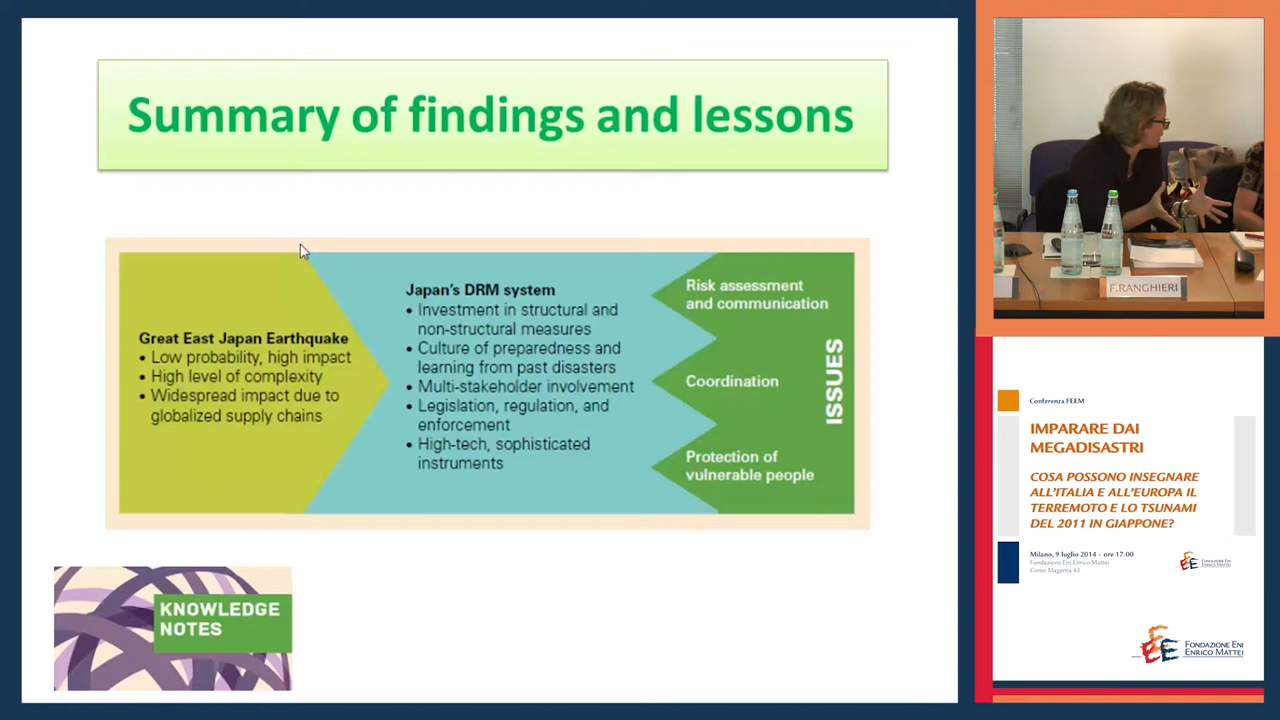 Summary of findings and lessons
Great East Japan Earthquake
• Low probability, high impact
• High level of complexity
• Widespread impact due to
globalized supply chains
Japan's DRM system
• Investment in structural and
non-structural measures
• Culture of preparedness and
learning from past disasters
• Multi-stakeholder involvement
• Legislation, regulation, and
enforcement
• High-tech, sophisticated
instruments
Risk assessment
and communication
Coordination
Protection of
vulnerable people
ISSUES
KNOWLEDGE
NOTES
F.RANGHIERI
Conferenza FEEM
IMPARARE DAI
MEGADISASTRI
COSA POSSONO INSEGNARE
ALL'ITALIA E ALL'EUROPA IL
TERREMOTO E LO TSUNAMI
DEL 2011 IN GIAPPONE?
Milano, 9 luglio 2014 - ore 17.00
Fondazione Eni Enrico Mattei
Corso Magenta 63
FONDAZIONE ENI
ENRICO MATTEI